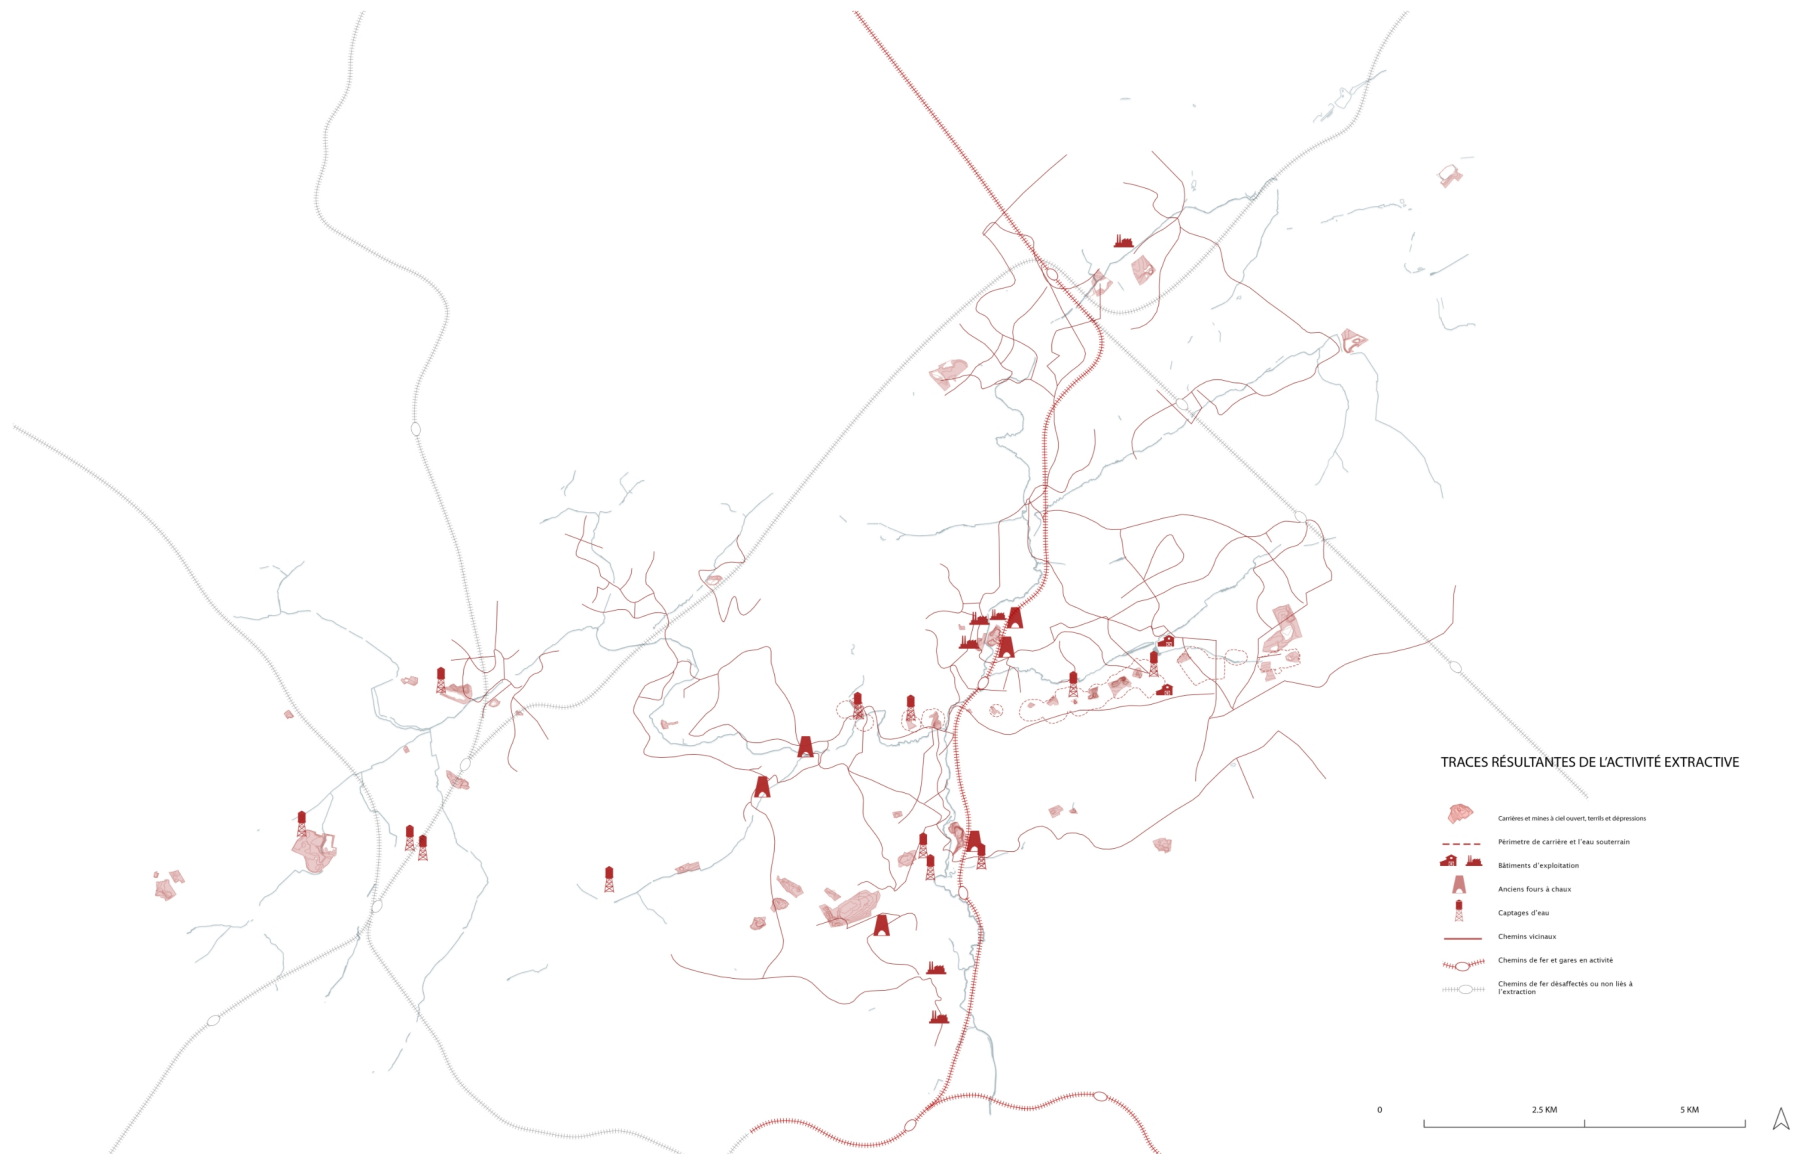 TRACES RÉSULTANTES DE L'ACTIVITÉ EXTRACTIVE
Carrières et mines à ciel ouvert, terrils et dépressions
Périmetre de carrière et l'eau souterrain
Bâtiments d'exploitation
Anciens fours à chaux
Captages d'eau
Chemins vicinaux
Chemins de fer et gares en activité
Chemins de fer désaffectés ou non liés à
l'extraction
0 2.5 KM 5 KM